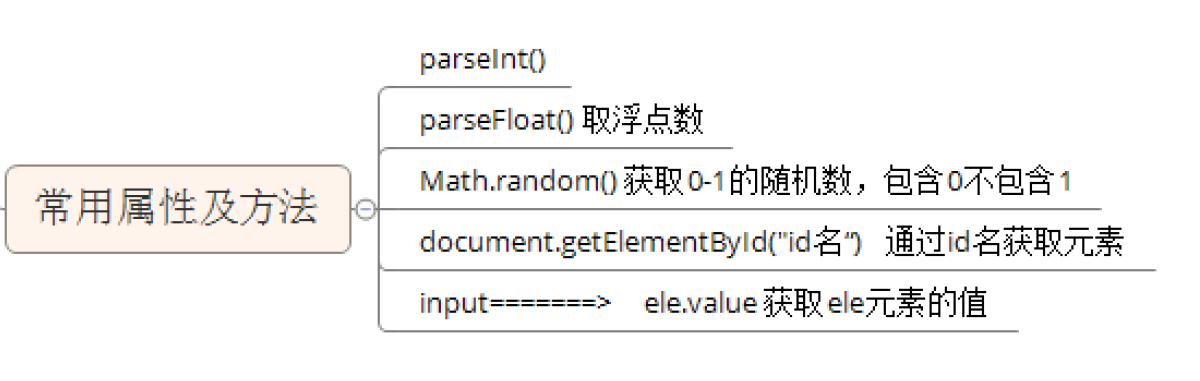 parseInt()
parseFloat() 取浮点数
Math.random() 获取0-1的随机数，包含0不包含1
常用属性及方法
document.getElementById("id名“) 通过id名获取元素
input=======> ele.value 获取ele元素的值